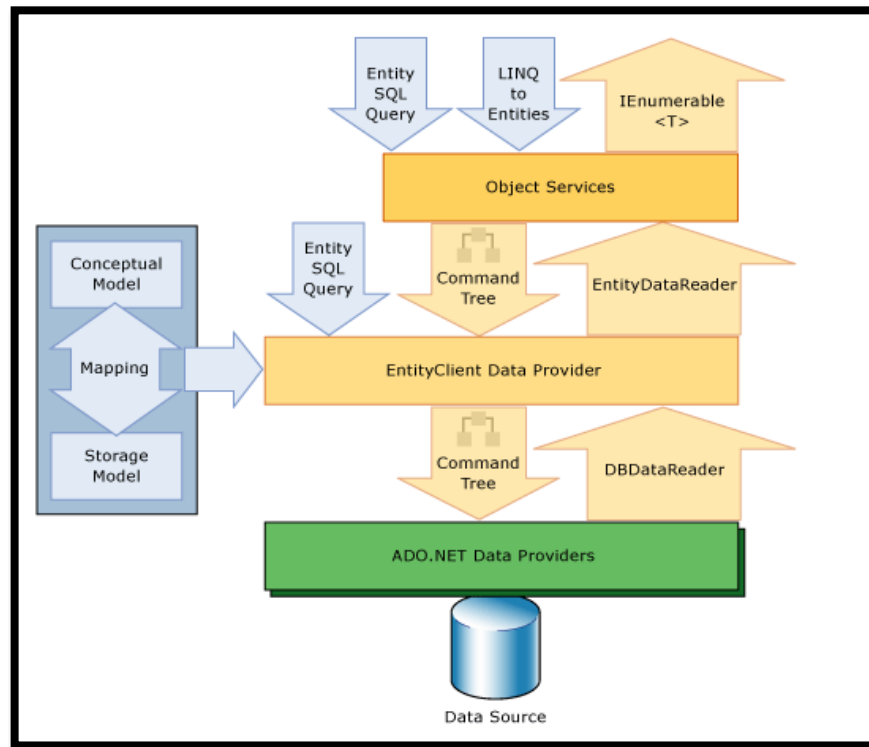 Entity
SQL
Query
LINQ
to
Entities
IEnumerable
<T>
Object Services
Entity
SQL
Query
Command
Tree
EntityDataReader
Conceptual
Model
Mapping
Storage
Model
EntityClient Data Provider
Command
Tree
DBDataReader
ADO.NET Data Providers
Data Source